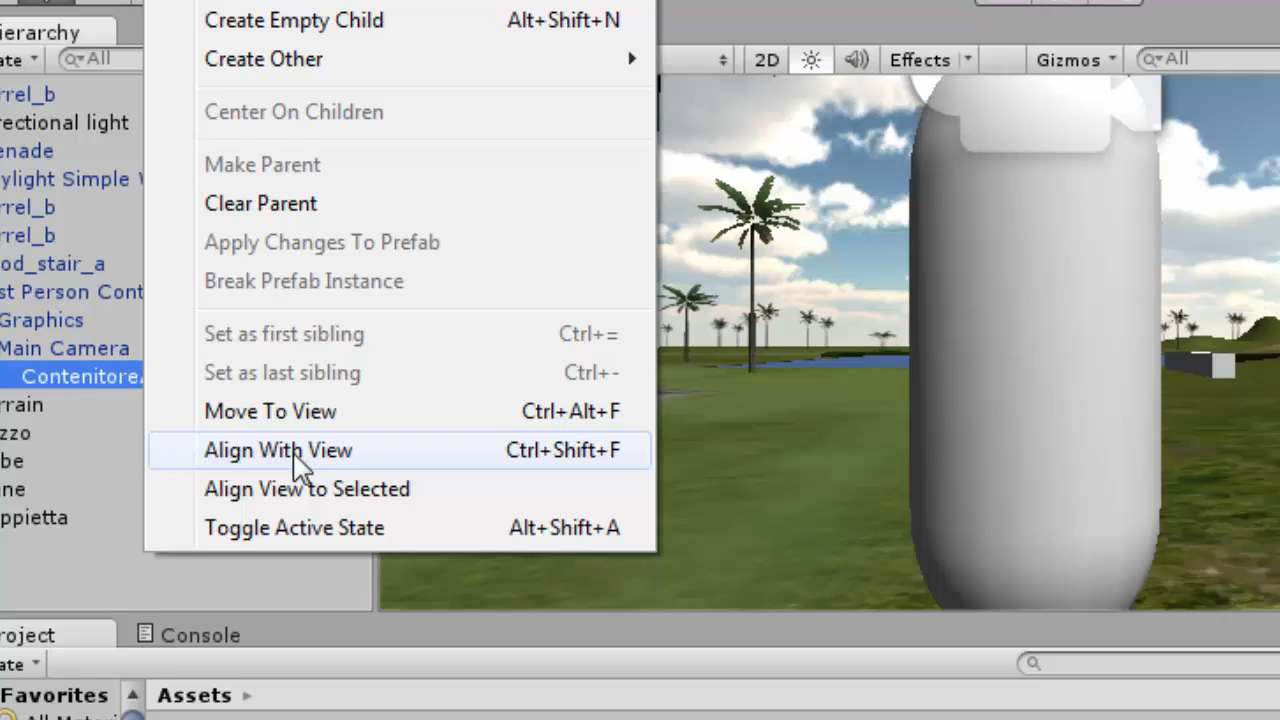 Create Empty Child Alt+Shift+N
Create Other
Center On Children
Make Parent
Clear Parent
Apply Changes To Prefab
Break Prefab Instance
Set as first sibling Ctrl+=
Set as last sibling Ctrl+-
Move To View Ctrl+Alt+F
Align With View Ctrl+Shift+F
Align View to Selected
Toggle Active State Alt+Shift+A
ierarchy
ate All
rrel_b
rectional light
enade
ylight Simple
rrel_b
rrel_b
od_stair_a
st Person Cont
Graphics
Main Camera
Contenitore
rrain
zzo
be
ne
ppietta
2D Effects Gizmos All
roject Console
ate
Favorites Assets
All Materi